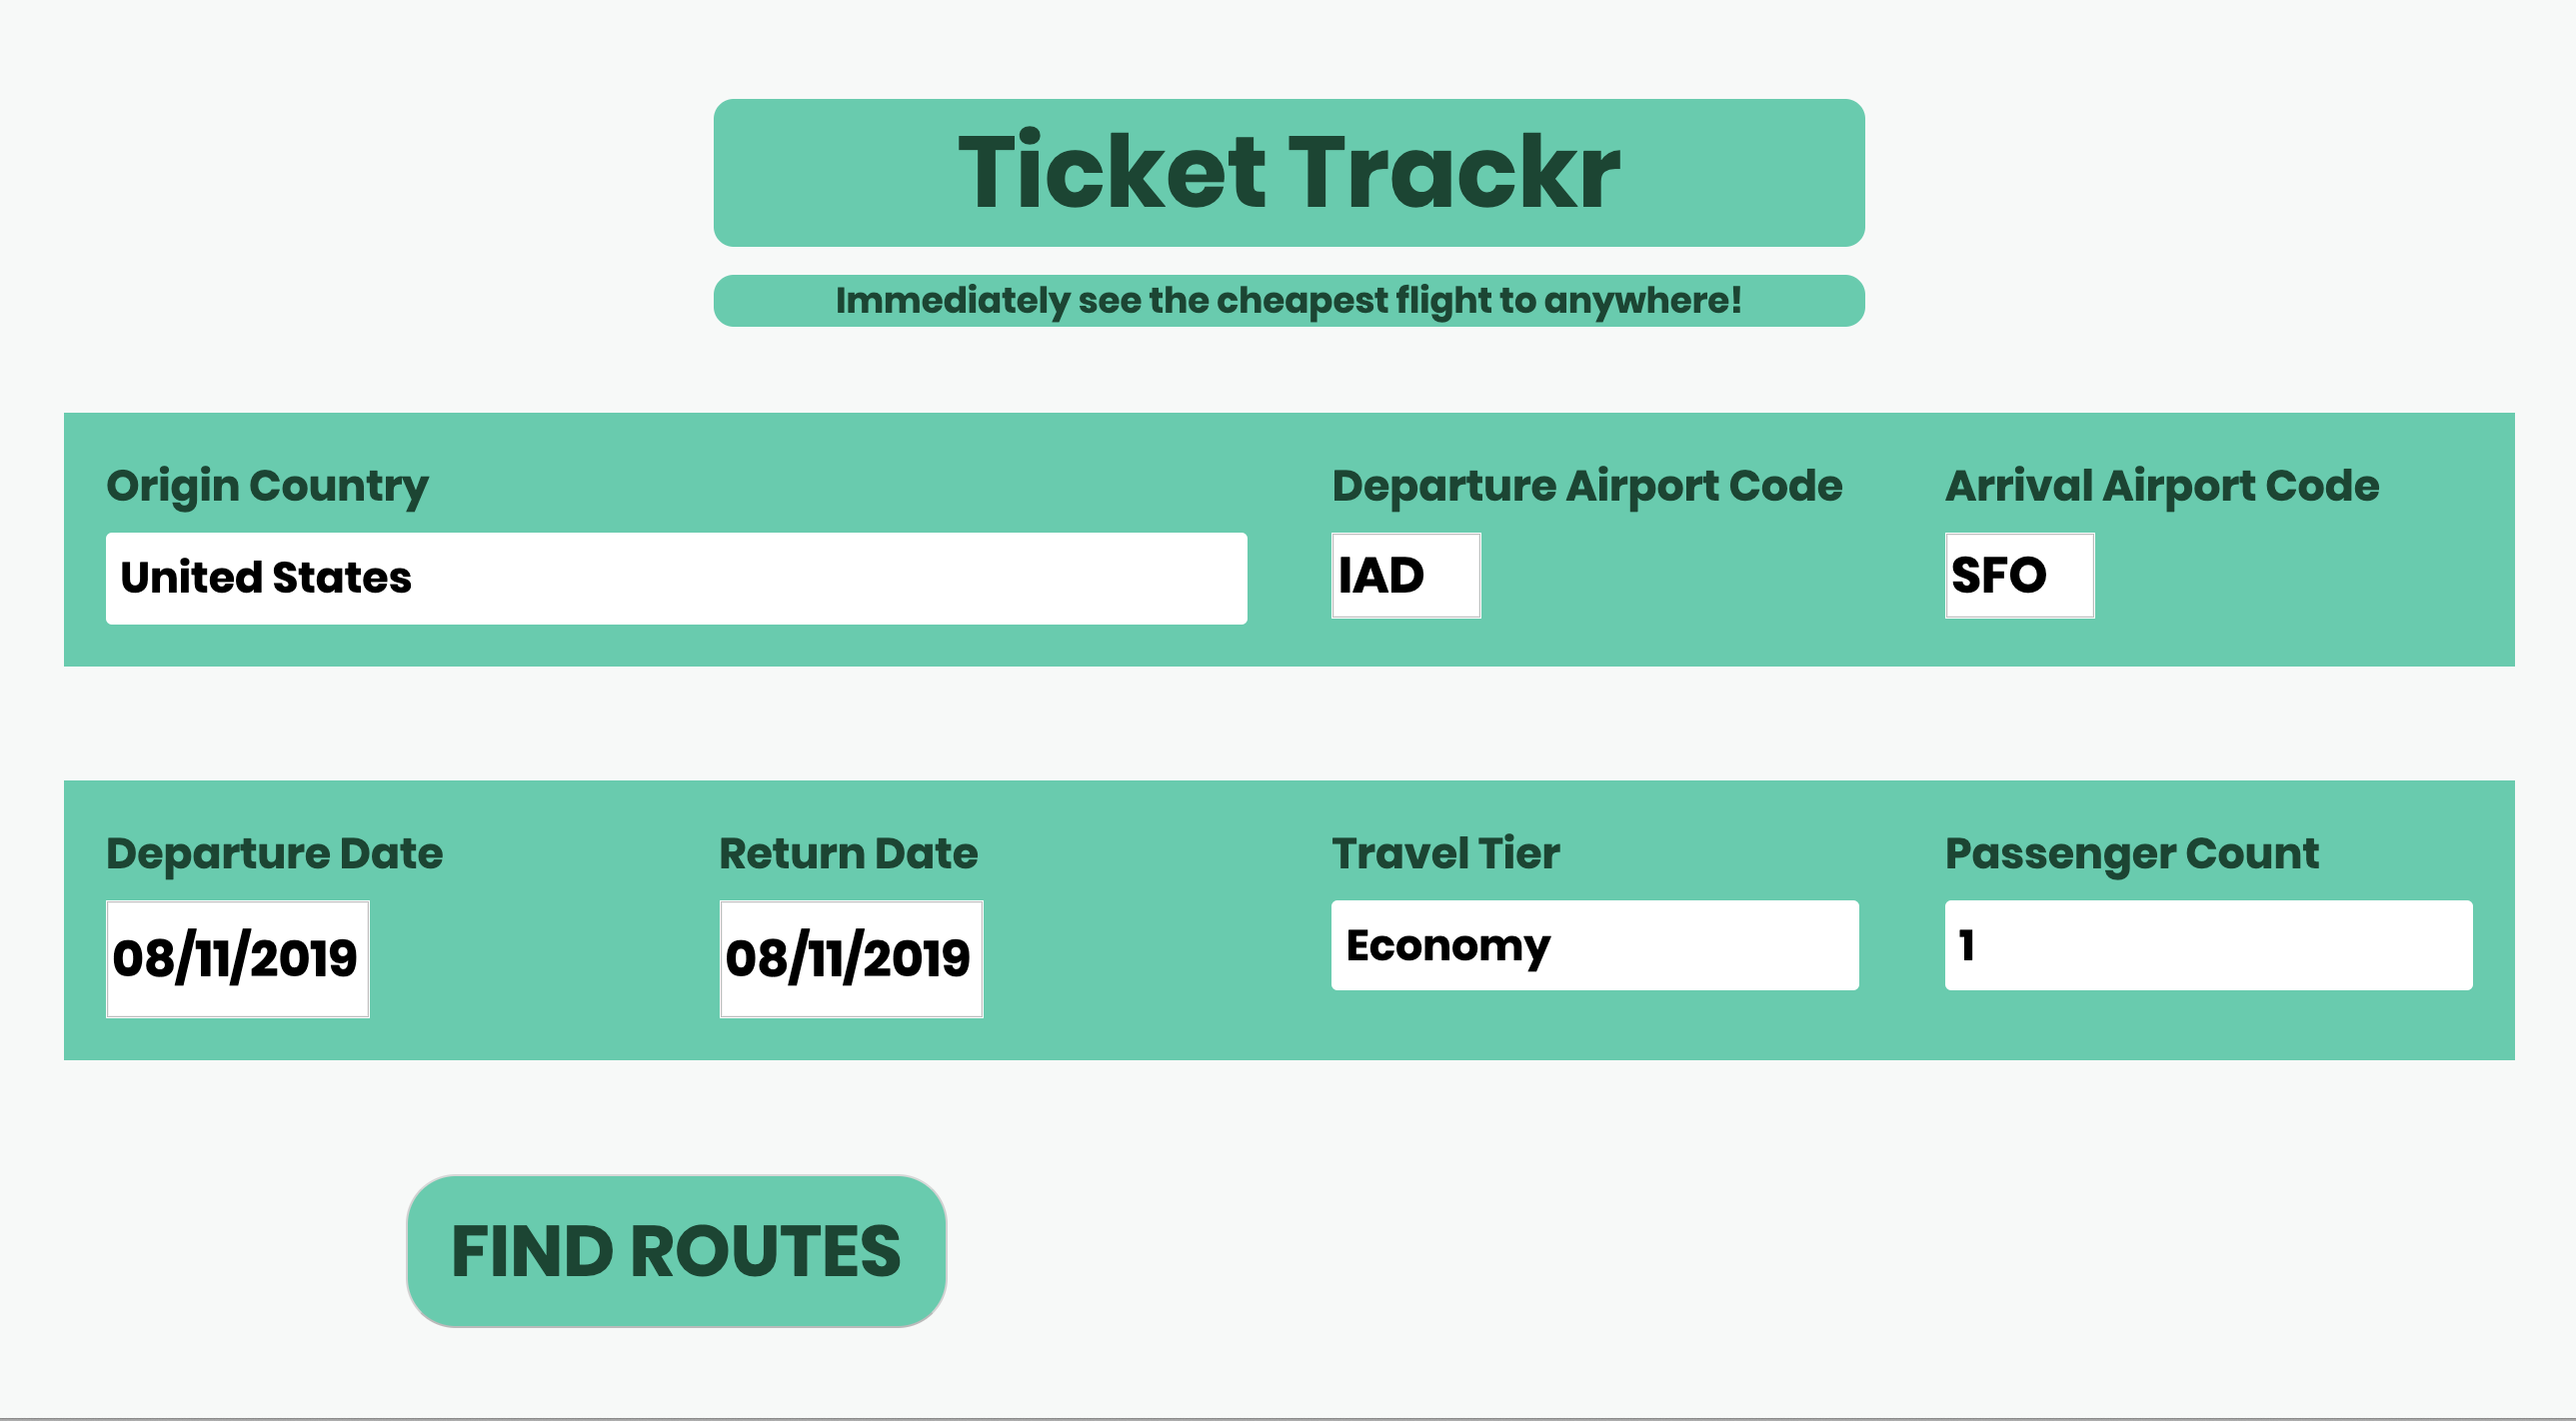 Ticket Trackr
Immediately see the cheapest flight to anywhere!
Origin Country
Departure Airport Code
Arrival Airport Code
United States
IAD
SFO
Departure Date
Return Date
Travel Tier
Passenger Count
08/11/2019
08/11/2019
Economy
1
FIND ROUTES